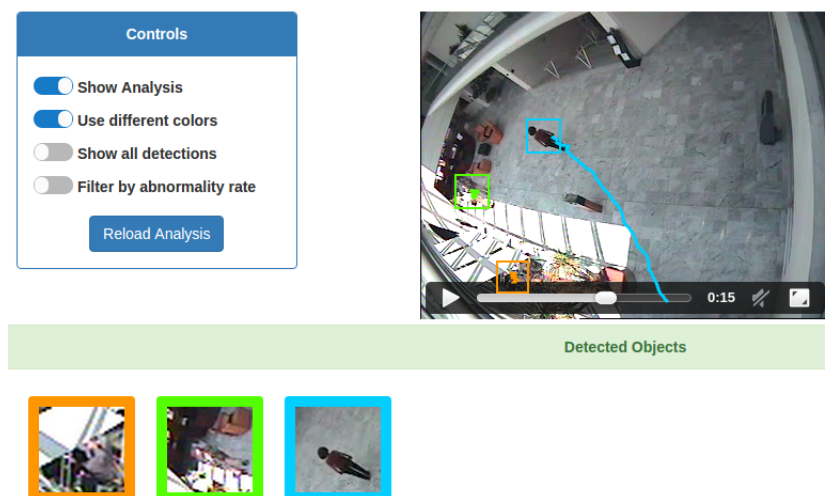 Controls
Show Analysis
Use different colors
Show all detections
Filter by abnormality rate
Reload Analysis
0:15
Detected Objects